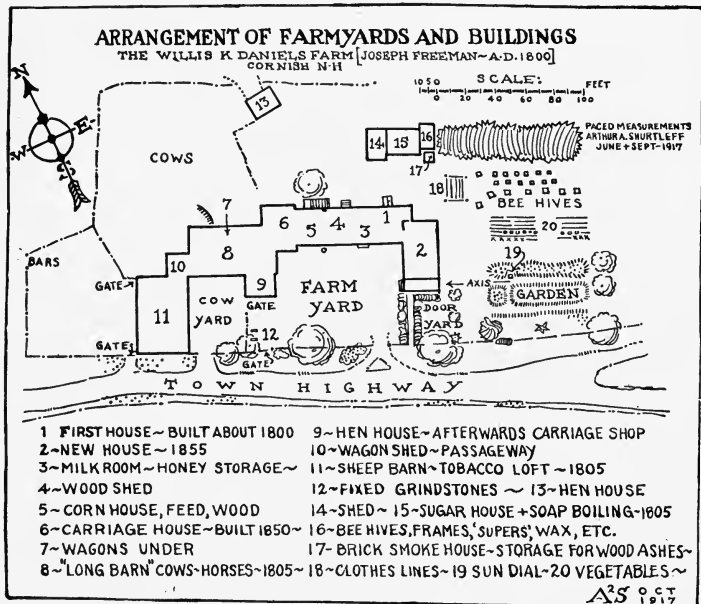 ARRANGEMENT OF FARMYARDS AND BUILDINGS
THE WILLIS K DANIELS FARM [JOSEPH FREEMAN~A.D.1800]
CORNISH N·H
N
E
W
S
SCALE:
FEET
10 5 0
0 20 40 60 80 100
13
COWS
14 15 16
17
PACED MEASUREMENTS
ARTHUR A. SHURTLEFF
JUNE + SEPT-1917
18
BEE HIVES
7
6 5 4 3 1
2
8
10
20
19
BARS
GATE
9
GATE
COW
YARD
FARM
YARD
AXIS
GARDEN
DOOR
YARD
11
GATE
12
GATE
TOWN HIGHWAY
1 FIRST HOUSE~BUILT ABOUT 1800
2~NEW HOUSE~1855
3~MILK ROOM~HONEY STORAGE~
4~WOOD SHED
5~CORN HOUSE, FEED, WOOD
6~CARRIAGE HOUSE~BUILT 1850~
7~WAGONS UNDER
8~"LONG BARN" COWS~HORSES~1805~
9~HEN HOUSE~AFTERWARDS CARRIAGE SHOP
10~WAGON SHED~PASSAGEWAY
11~SHEEP BARN~TOBACCO LOFT~1805
12~FIXED GRINDSTONES ~ 13~HEN HOUSE
14~SHED~15~SUGAR HOUSE + SOAP BOILING~1805
16~BEE HIVES, FRAMES, 'SUPERS', WAX, ETC.
17~BRICK SMOKE HOUSE~STORAGE FOR WOOD ASHES~
18~CLOTHES LINES~19 SUN DIAL~20 VEGETABLES~
A2S OCT
1917